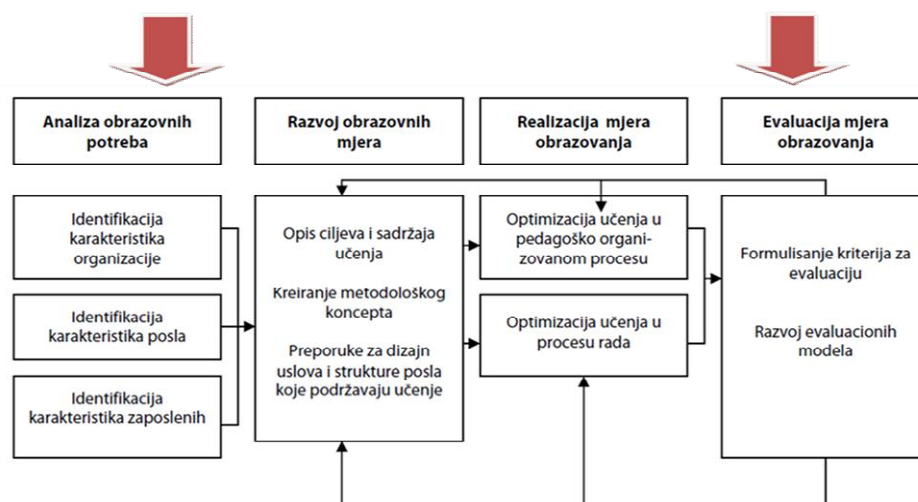 Analiza obrazovnih
potreba
Razvoj obrazovnih
mjera
Realizacija mjera
obrazovanja
Evaluacija mjera
obrazovanja
Identifikacija
karakteristika
organizacije
Identifikacija
karakteristika posla
Identifikacija
karakteristika zaposlenih
Opis ciljeva i sadržaja
učenja
Kreiranje metodološkog
koncepta
Preporuke za dizajn
uslova i strukture posla
koje podržavaju učenje
Optimizacija učenja u
pedagoško organi-
zovanom procesu
Optimizacija učenja u
procesu rada
Formulisanje kriterija za
evaluaciju
Razvoj evaluacionih
modela